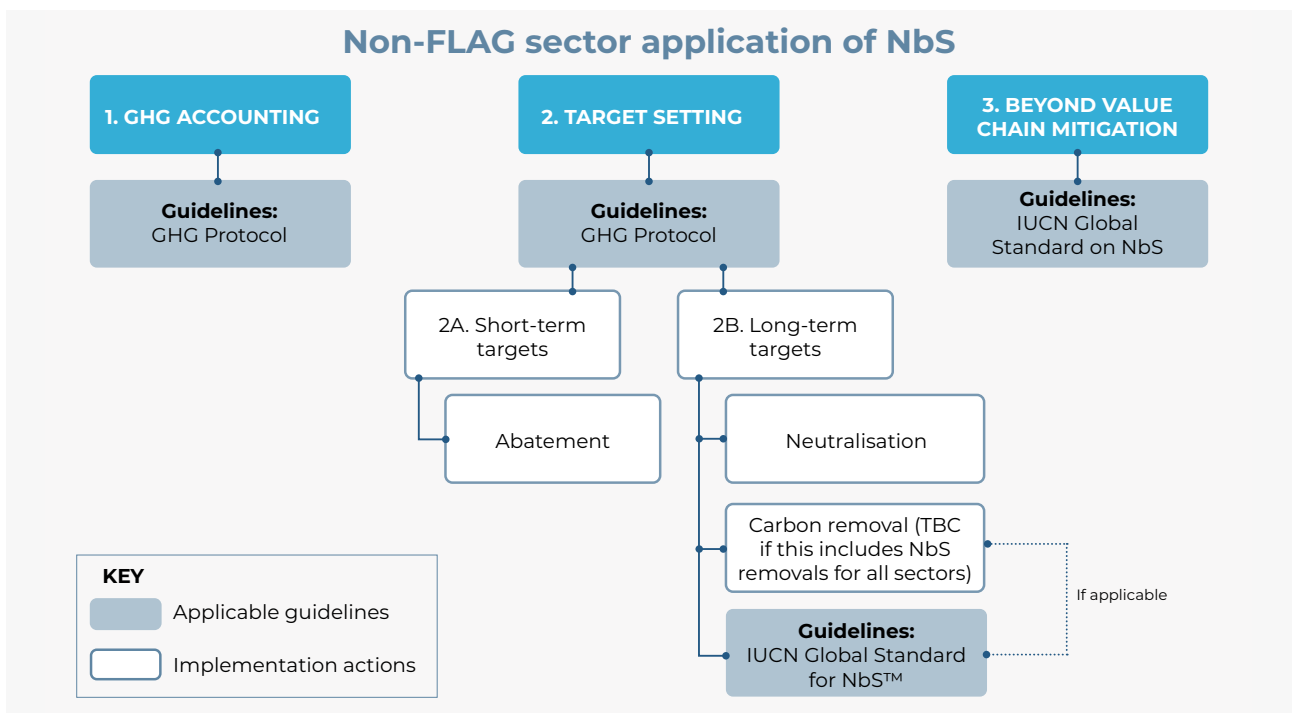 Non-FLAG sector application of NbS
1. GHG ACCOUNTING
Guidelines:
GHG Protocol
2. TARGET SETTING
Guidelines:
GHG Protocol
2A. Short-term
targets
Abatement
2B. Long-term
targets
Neutralisation
Carbon removal (TBC
if this includes NbS
removals for all sectors)
If applicable
Guidelines:
IUCN Global Standard
for NbS™
3. BEYOND VALUE
CHAIN MITIGATION
Guidelines:
IUCN Global
Standard on NbS
KEY
Applicable guidelines
Implementation actions